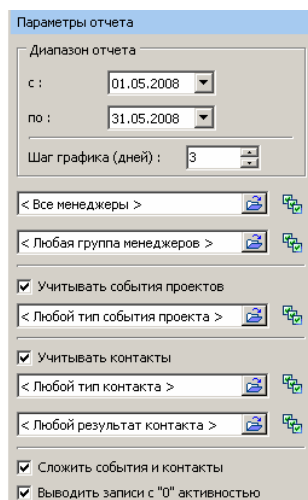 Параметры отчета
Диапазон отчета
с :
01.05.2008
по :
31.05.2008
Шаг графика (дней) :
3
< Все менеджеры >
< Любая группа менеджеров >
Учитывать события проектов
< Любой тип события проекта >
Учитывать контакты
< Любой тип контакта >
< Любой результат контакта >
Сложить события и контакты
Выводить записи с "0" активностью